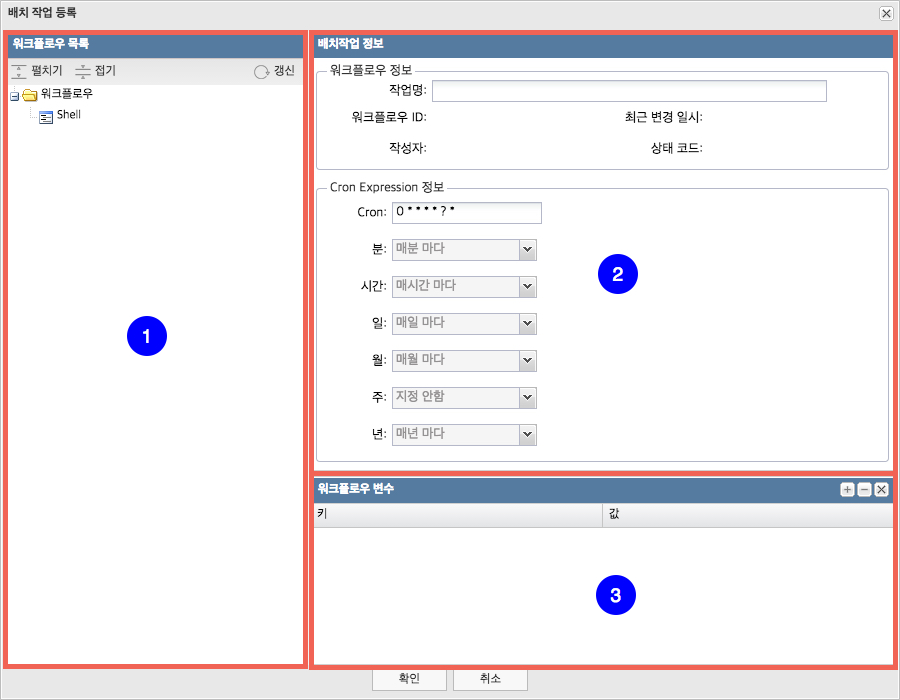 배치 작업 등록
워크플로우 목록
펼치기 접기 갱신
워크플로우
Shell
1
배치작업 정보
워크플로우 정보
작업명:
워크플로우 ID: 최근 변경 일시:
작성자: 상태 코드:
Cron Expression 정보
Cron: 0 * * * * ? *
분: 매분 마다
시간: 매시간 마다
일: 매일 마다
월: 매월 마다
주: 지정 안함
년: 매년 마다
2
워크플로우 변수
키 값
3
확인 취소